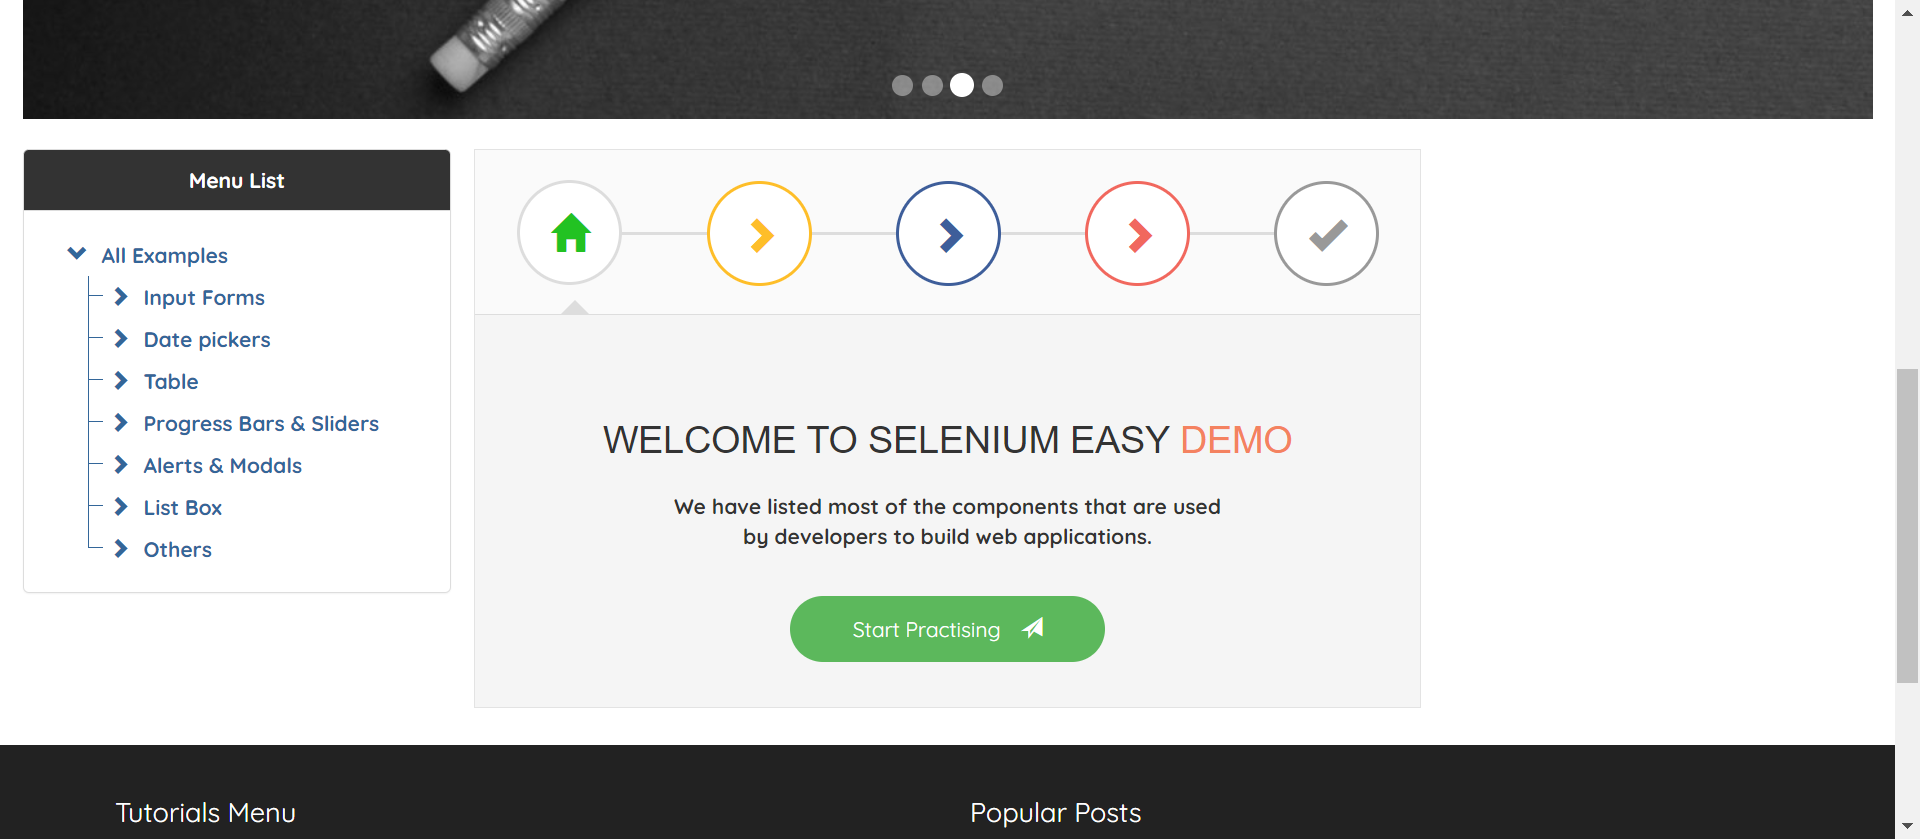 Menu List
All Examples
Input Forms
Date pickers
Table
Progress Bars & Sliders
Alerts & Modals
List Box
Others
WELCOME TO SELENIUM EASY DEMO
We have listed most of the components that are used
by developers to build web applications.
Start Practising
Tutorials Menu
Popular Posts